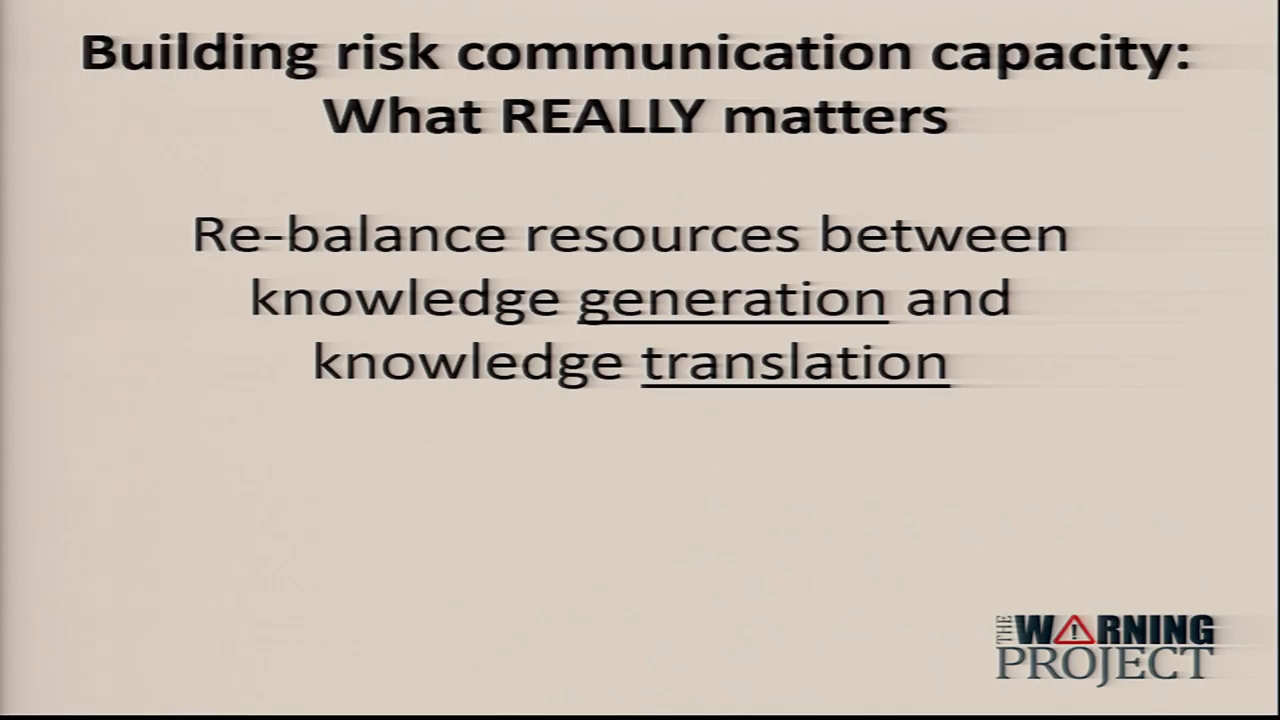 Building risk communication capacity:
What REALLY matters
Re-balance resources between
knowledge generation and
knowledge translation
THE WARNING
PROJECT